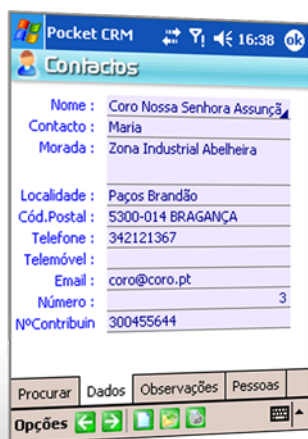 Pocket CRM 16:38 ok
Contactos
Nome : Coro Nossa Senhora Assunçã
Contacto : Maria
Morada : Zona Industrial Abelheira
Localidade : Paços Brandão
Cód.Postal : 5300-014 BRAGANÇA
Telefone : 342121367
Telemóvel :
Email : coro@coro.pt
Número : 3
NºContribuin 300455644
Procurar Dados Observações Pessoas
Opções